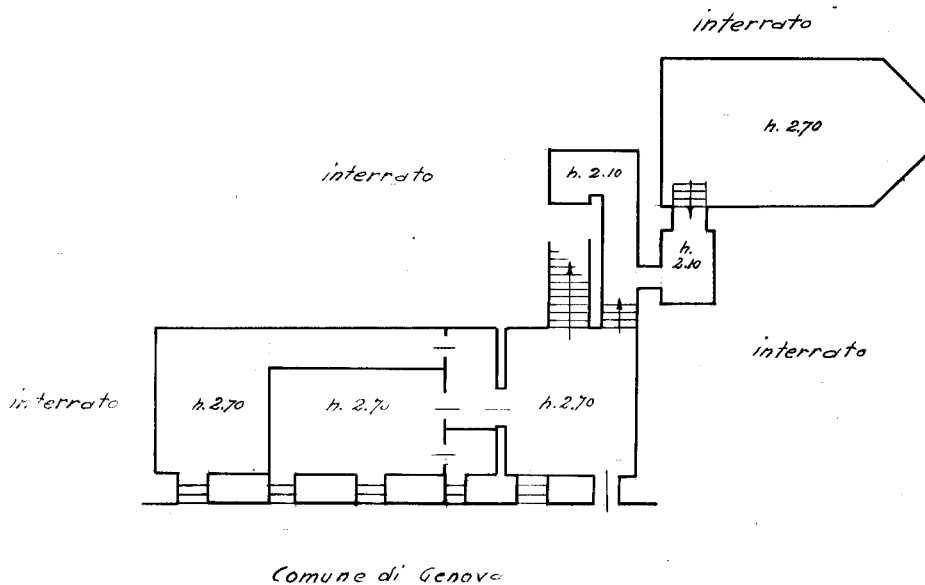 interrato
h. 2.70
interrato
h. 2.10
h.
2.10
interrato
interrato
h. 2.70
h. 2.70
h. 2.70
Comune di Genova